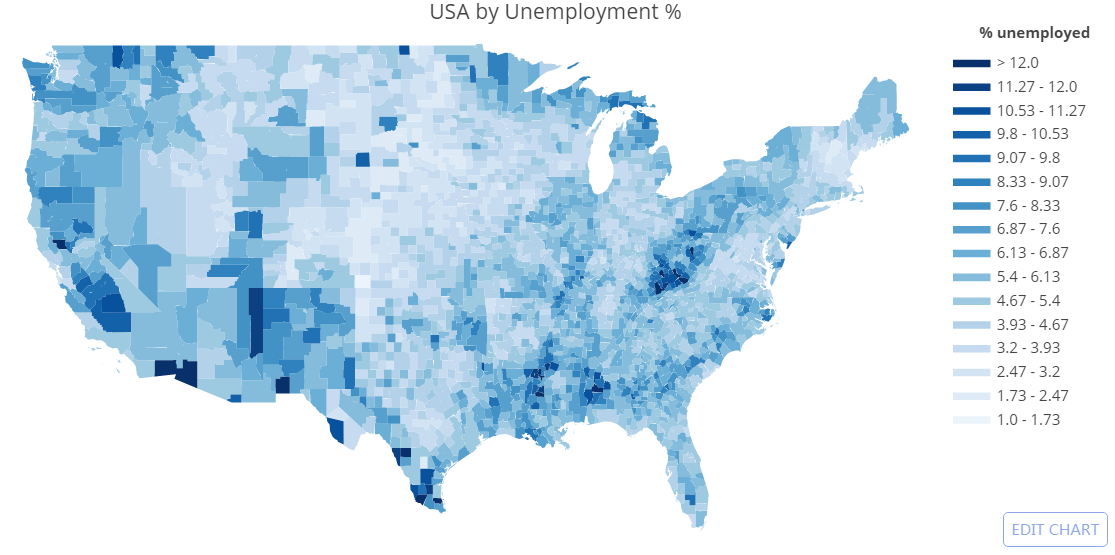 USA by Unemployment %
% unemployed
> 12.0
11.27 - 12.0
10.53 - 11.27
9.8 - 10.53
9.07 - 9.8
8.33 - 9.07
7.6 - 8.33
6.87 - 7.6
6.13 - 6.87
5.4 - 6.13
4.67 - 5.4
3.93 - 4.67
3.2 - 3.93
2.47 - 3.2
1.73 - 2.47
1.0 - 1.73
EDIT CHART